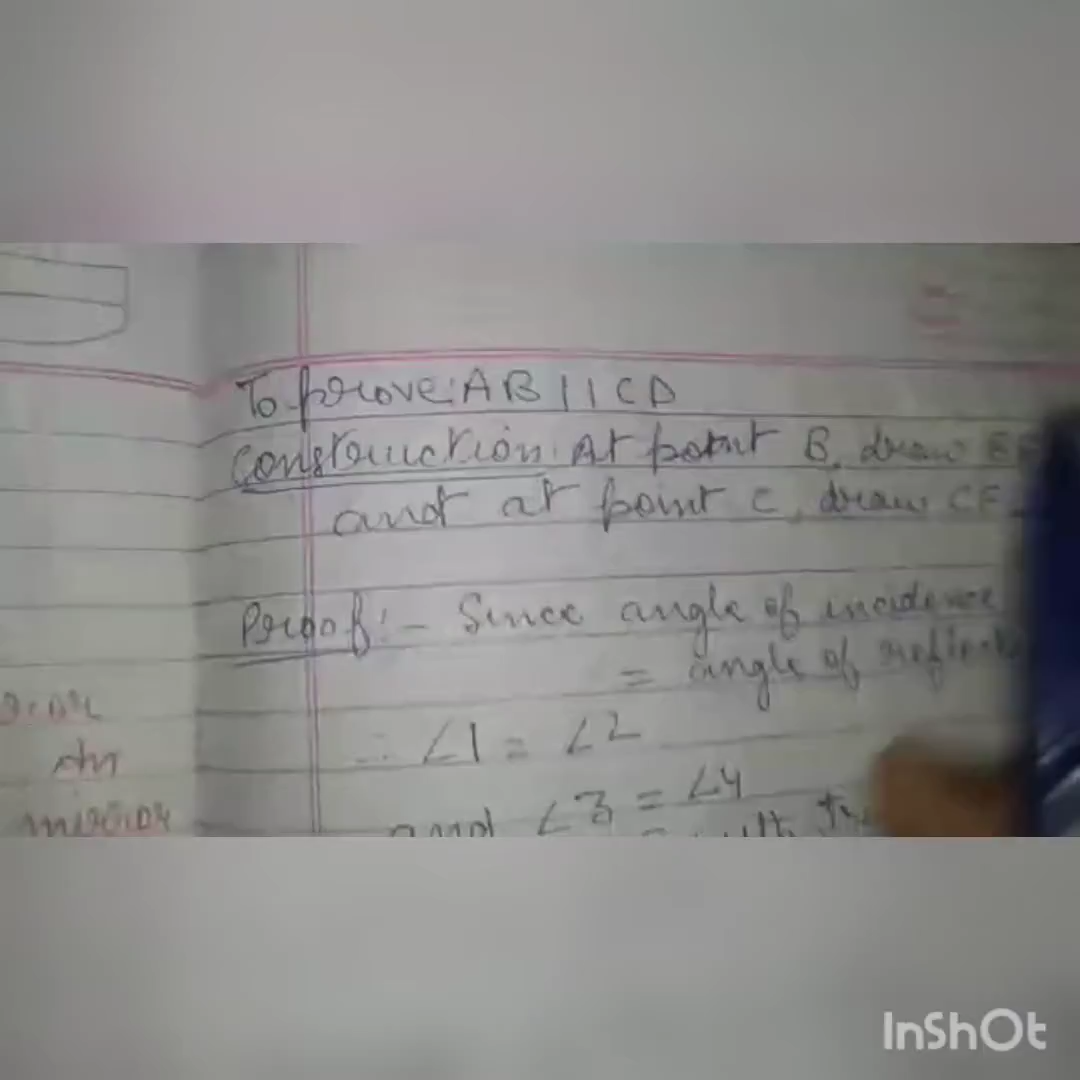 To prove: AB || CD
Construction: At point B, draw
and at point C, draw CF
Proof:- Since angle of incidence
= angle of
∴ ∠1 = ∠2
and ∠3 = ∠4
mirror
InShOt